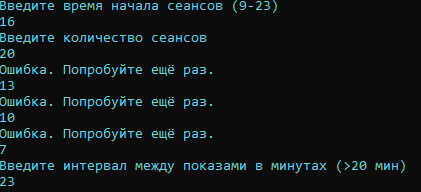 Введите время начала сеансов (9-23)
16
Введите количество сеансов
20
Ошибка. Попробуйте ещё раз.
13
Ошибка. Попробуйте ещё раз.
10
Ошибка. Попробуйте ещё раз.
7
Введите интервал между показами в минутах (>20 мин)
23